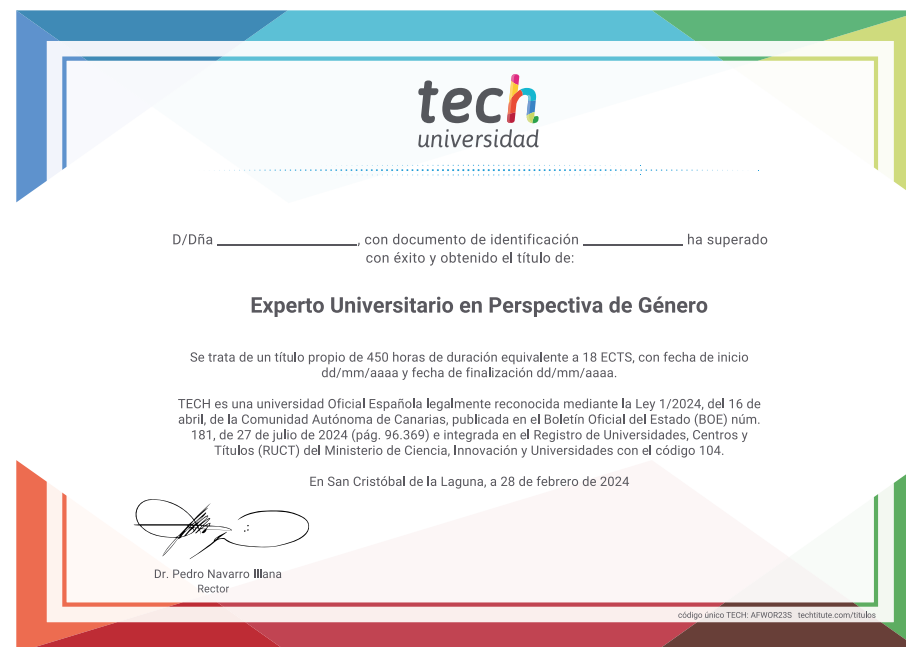 tech
universidad
D/Dña ______________, con documento de identificación __________ ha superado
con éxito y obtenido el título de:
Experto Universitario en Perspectiva de Género
Se trata de un título propio de 450 horas de duración equivalente a 18 ECTS, con fecha de inicio
dd/mm/aaaa y fecha de finalización dd/mm/aaaa.
TECH es una universidad Oficial Española legalmente reconocida mediante la Ley 1/2024, del 16 de
abril, de la Comunidad Autónoma de Canarias, publicada en el Boletín Oficial del Estado (BOE) núm.
181, de 27 de julio de 2024 (pág. 96.369) e integrada en el Registro de Universidades, Centros y
Títulos (RUCT) del Ministerio de Ciencia, Innovación y Universidades con el código 104.
En San Cristóbal de la Laguna, a 28 de febrero de 2024
Dr. Pedro Navarro Illana
Rector
código único TECH: AFWOR23S techtitute.com/titulos